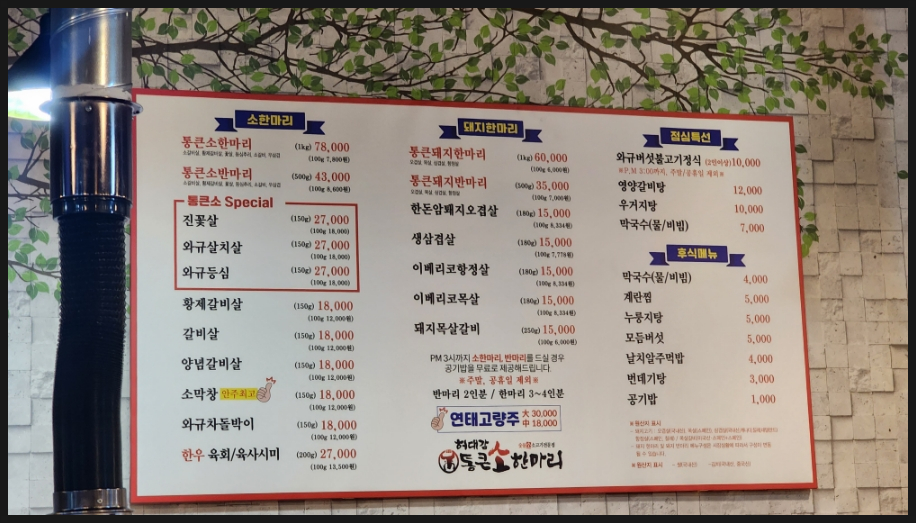 소한마리
통큰소한마리 (1kg) 78,000
(100g 7,800원)
통큰소반마리 (500g) 43,000
(100g 8,600원)
통큰소 Special
진꽃살 (150g) 27,000
(100g 18,000)
와규살치살 (150g) 27,000
(100g 18,000)
와규등심 (150g) 27,000
(100g 18,000)
황제갈비살 (150g) 18,000
(100g 12,000원)
갈비살 (150g) 18,000
(100g 12,000원)
양념갈비살 (150g) 18,000
(100g 12,000원)
소막창 안주최고 (150g) 18,000
(100g 12,000)
와규차돌박이 (150g) 18,000
(100g 12,000원)
한우 육회/육사시미 (200g) 27,000
(100g 13,500원)
돼지한마리
통큰돼지한마리 (1kg) 60,000
(100g 6,000원)
통큰돼지반마리 (500g) 35,000
(100g 7,000원)
한돈암퇘지오겹살 (180g) 15,000
(100g 8,334원)
생삼겹살 (180g) 15,000
(100g 7,778원)
이베리코항정살 (180g) 15,000
(100g 8,334원)
이베리코목살 (180g) 15,000
(100g 8,334원)
돼지목살갈비 (250g) 15,000
(100g 6,000원)
PM 3시까지 소한마리, 반마리를 드실 경우
공기밥을 무료로 제공해드립니다.
※주말, 공휴일 제외※
반마리 2인분 / 한마리 3~4인분
연태고량주 大 30,000
中 18,000
허대감
통큰소한마리
점심특선
와규버섯불고기정식 (2인이상)10,000
※P.M 3:00까지, 주말/공휴일 제외※
영양갈비탕 12,000
우거지탕 10,000
막국수(물/비빔) 7,000
후식메뉴
막국수(물/비빔) 4,000
계란찜 5,000
누룽지탕 5,000
모듬버섯 5,000
날치알주먹밥 4,000
번데기탕 3,000
공기밥 1,000
※원산지 표시
※원산지 표시